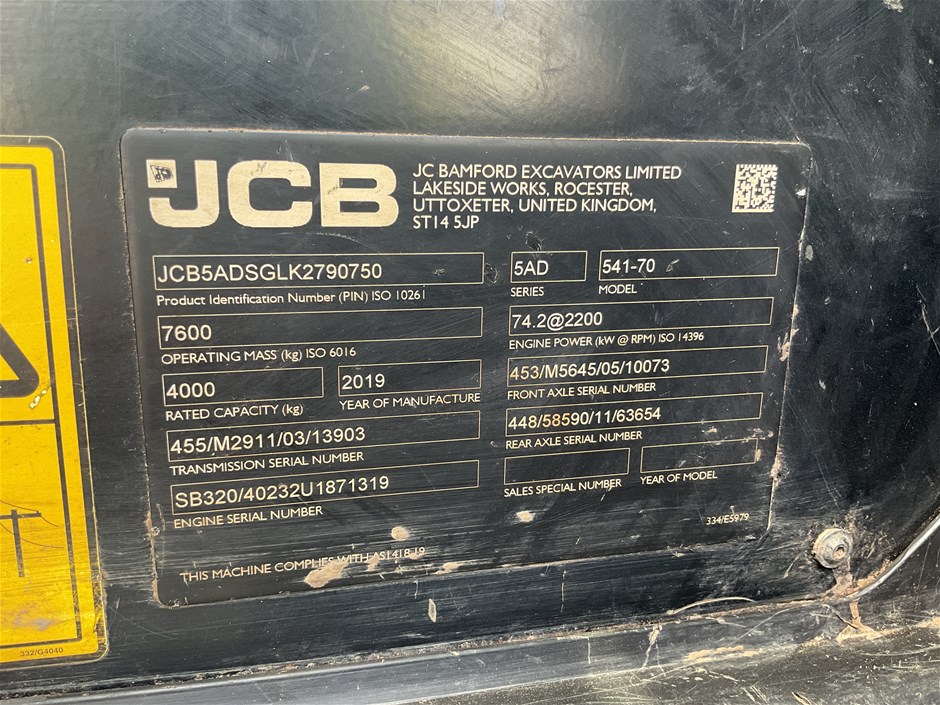 JCB
JC BAMFORD EXCAVATORS LIMITED
LAKESIDE WORKS, ROCESTER,
UTTOXETER, UNITED KINGDOM,
ST14 5JP
JCB5ADSGLK2790750
Product Identification Number (PIN) ISO 10261
5AD
SERIES
541-70
MODEL
7600
OPERATING MASS (kg) ISO 6016
74.2@2200
ENGINE POWER (kW @ RPM) ISO 14396
4000
RATED CAPACITY (kg)
2019
YEAR OF MANUFACTURE
453/M5645/05/10073
FRONT AXLE SERIAL NUMBER
455/M2911/03/13903
TRANSMISSION SERIAL NUMBER
448/58590/11/63654
REAR AXLE SERIAL NUMBER
SB320/40232U1871319
ENGINE SERIAL NUMBER
SALES SPECIAL NUMBER
YEAR OF MODEL
334/E5979
THIS MACHINE COMPLIES WITH AS1418.19
332/G4040